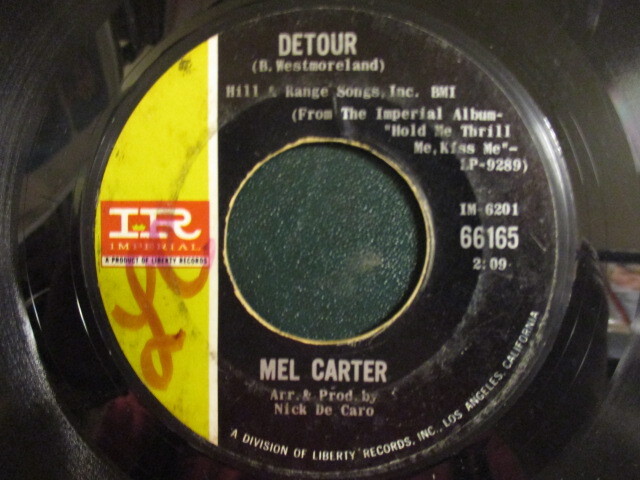 DETOUR
(B. Westmoreland)
Hill & Range Songs, Inc. BMI
(From The Imperial Album-
"Hold Me Thrill
Me, Kiss Me"-
LP-9289)
IR
IMPERIAL
A PRODUCT OF LIBERTY RECORDS
IM-6201
66165
2:09
MEL CARTER
Arr. & Prod. by
Nick De Caro
A DIVISION OF LIBERTY RECORDS, INC., LOS ANGELES, CALIFORNIA